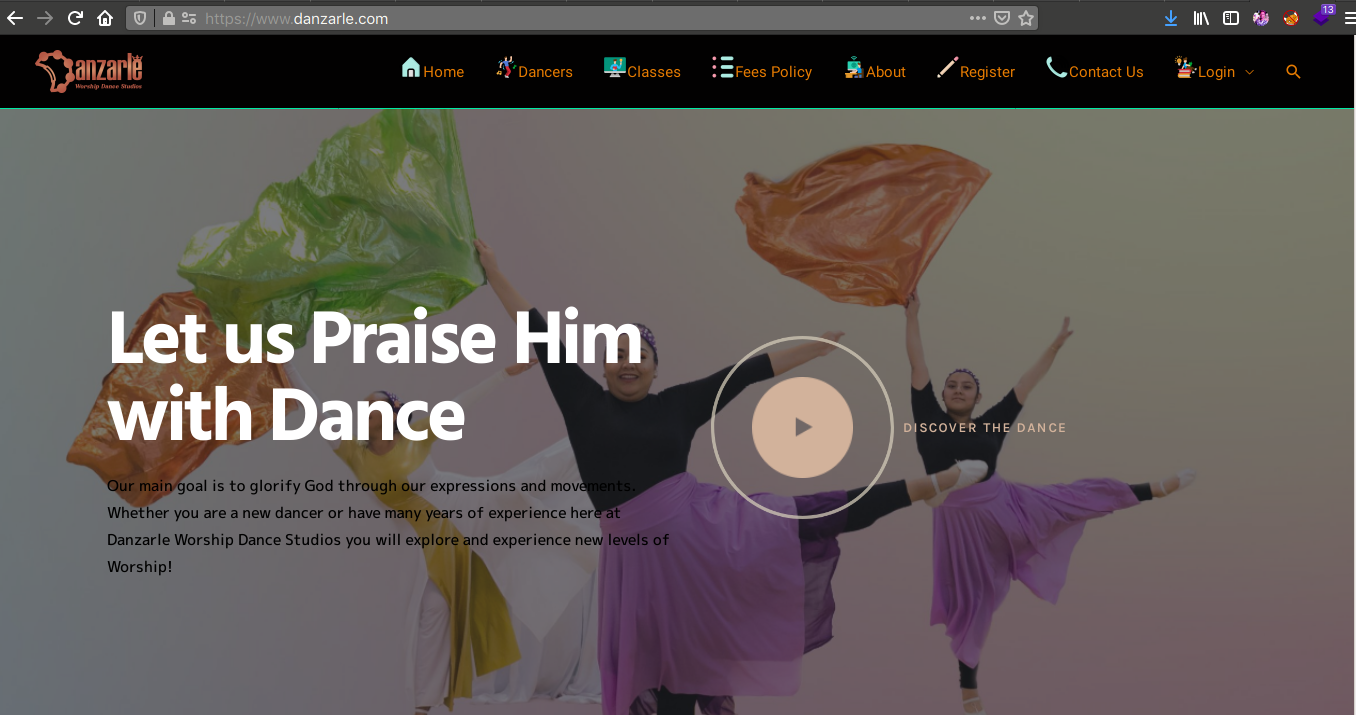 https://www.danzarle.com
13
Danzarle
Worship Dance Studios
Home
Dancers
Classes
Fees Policy
About
Register
Contact Us
Login
Let us Praise Him
with Dance
DISCOVER THE DANCE
Our main goal is to glorify God through our expressions and movements.
Whether you are a new dancer or have many years of experience here at
Danzarle Worship Dance Studios you will explore and experience new levels of
Worship!